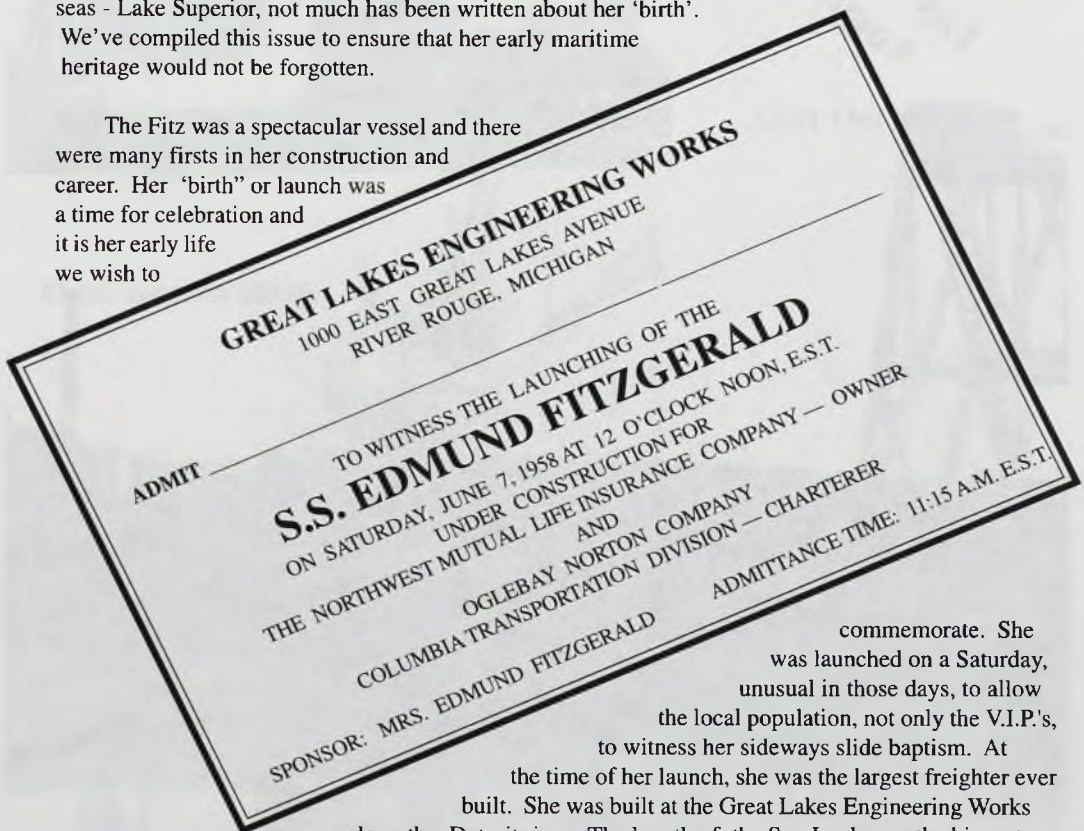 seas - Lake Superior, not much has been written about her ‘birth’.
We’ve compiled this issue to ensure that her early maritime
heritage would not be forgotten.
The Fitz was a spectacular vessel and there
were many firsts in her construction and
career. Her ‘birth” or launch was
a time for celebration and
it is her early life
we wish to
GREAT LAKES ENGINEERING WORKS
1000 EAST GREAT LAKES AVENUE
RIVER ROUGE, MICHIGAN
ADMIT
TO WITNESS THE LAUNCHING OF THE
S.S. EDMUND FITZGERALD
ON SATURDAY, JUNE 7, 1958 AT 12 O'CLOCK NOON, E.S.T.
UNDER CONSTRUCTION FOR
THE NORTHWEST MUTUAL LIFE INSURANCE COMPANY — OWNER
AND
OGLEBAY NORTON COMPANY
COLUMBIA TRANSPORTATION DIVISION — CHARTERER
SPONSOR: MRS. EDMUND FITZGERALD ADMITTANCE TIME: 11:15 A.M. E.S.T.
commemorate. She
was launched on a Saturday,
unusual in those days, to allow
the local population, not only the V.I.P.'s,
to witness her sideways slide baptism. At
the time of her launch, she was the largest freighter ever
built. She was built at the Great Lakes Engineering Works